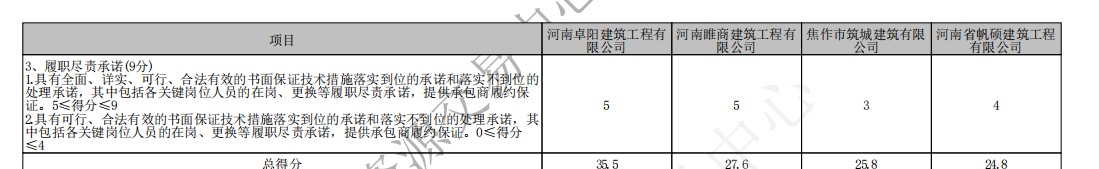 项目
河南卓阳建筑工程有
限公司
河南睢商建筑工程有
限公司
焦作市筑城建筑有限
公司
河南省帆硕建筑工程
有限公司
3、履职尽责承诺(9分)
1.具有全面、详实、可行、合法有效的书面保证技术措施落实到位的承诺和落实不到位的
处理承诺，其中包括各关键岗位人员的在岗、更换等履职尽责承诺，提供承包商履约保
证。5≤得分≤9
2.具有可行、合法有效的书面保证技术措施落实到位的承诺和落实不到位的处理承诺，其
中包括各关键岗位人员的在岗、更换等履职尽责承诺，提供承包商履约保证。0≤得分
≤4
5
5
3
4
总得分
35.5
27.6
25.8
24.8
资源交易中心
中心